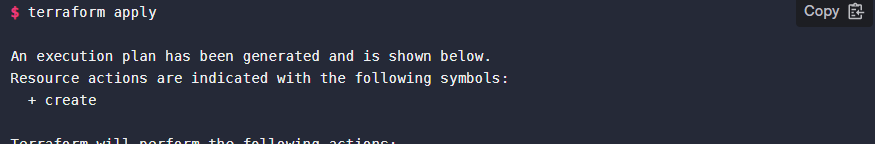 $ terraform apply
Copy
An execution plan has been generated and is shown below.
Resource actions are indicated with the following symbols:
+ create
Terraform will perform the following actions: